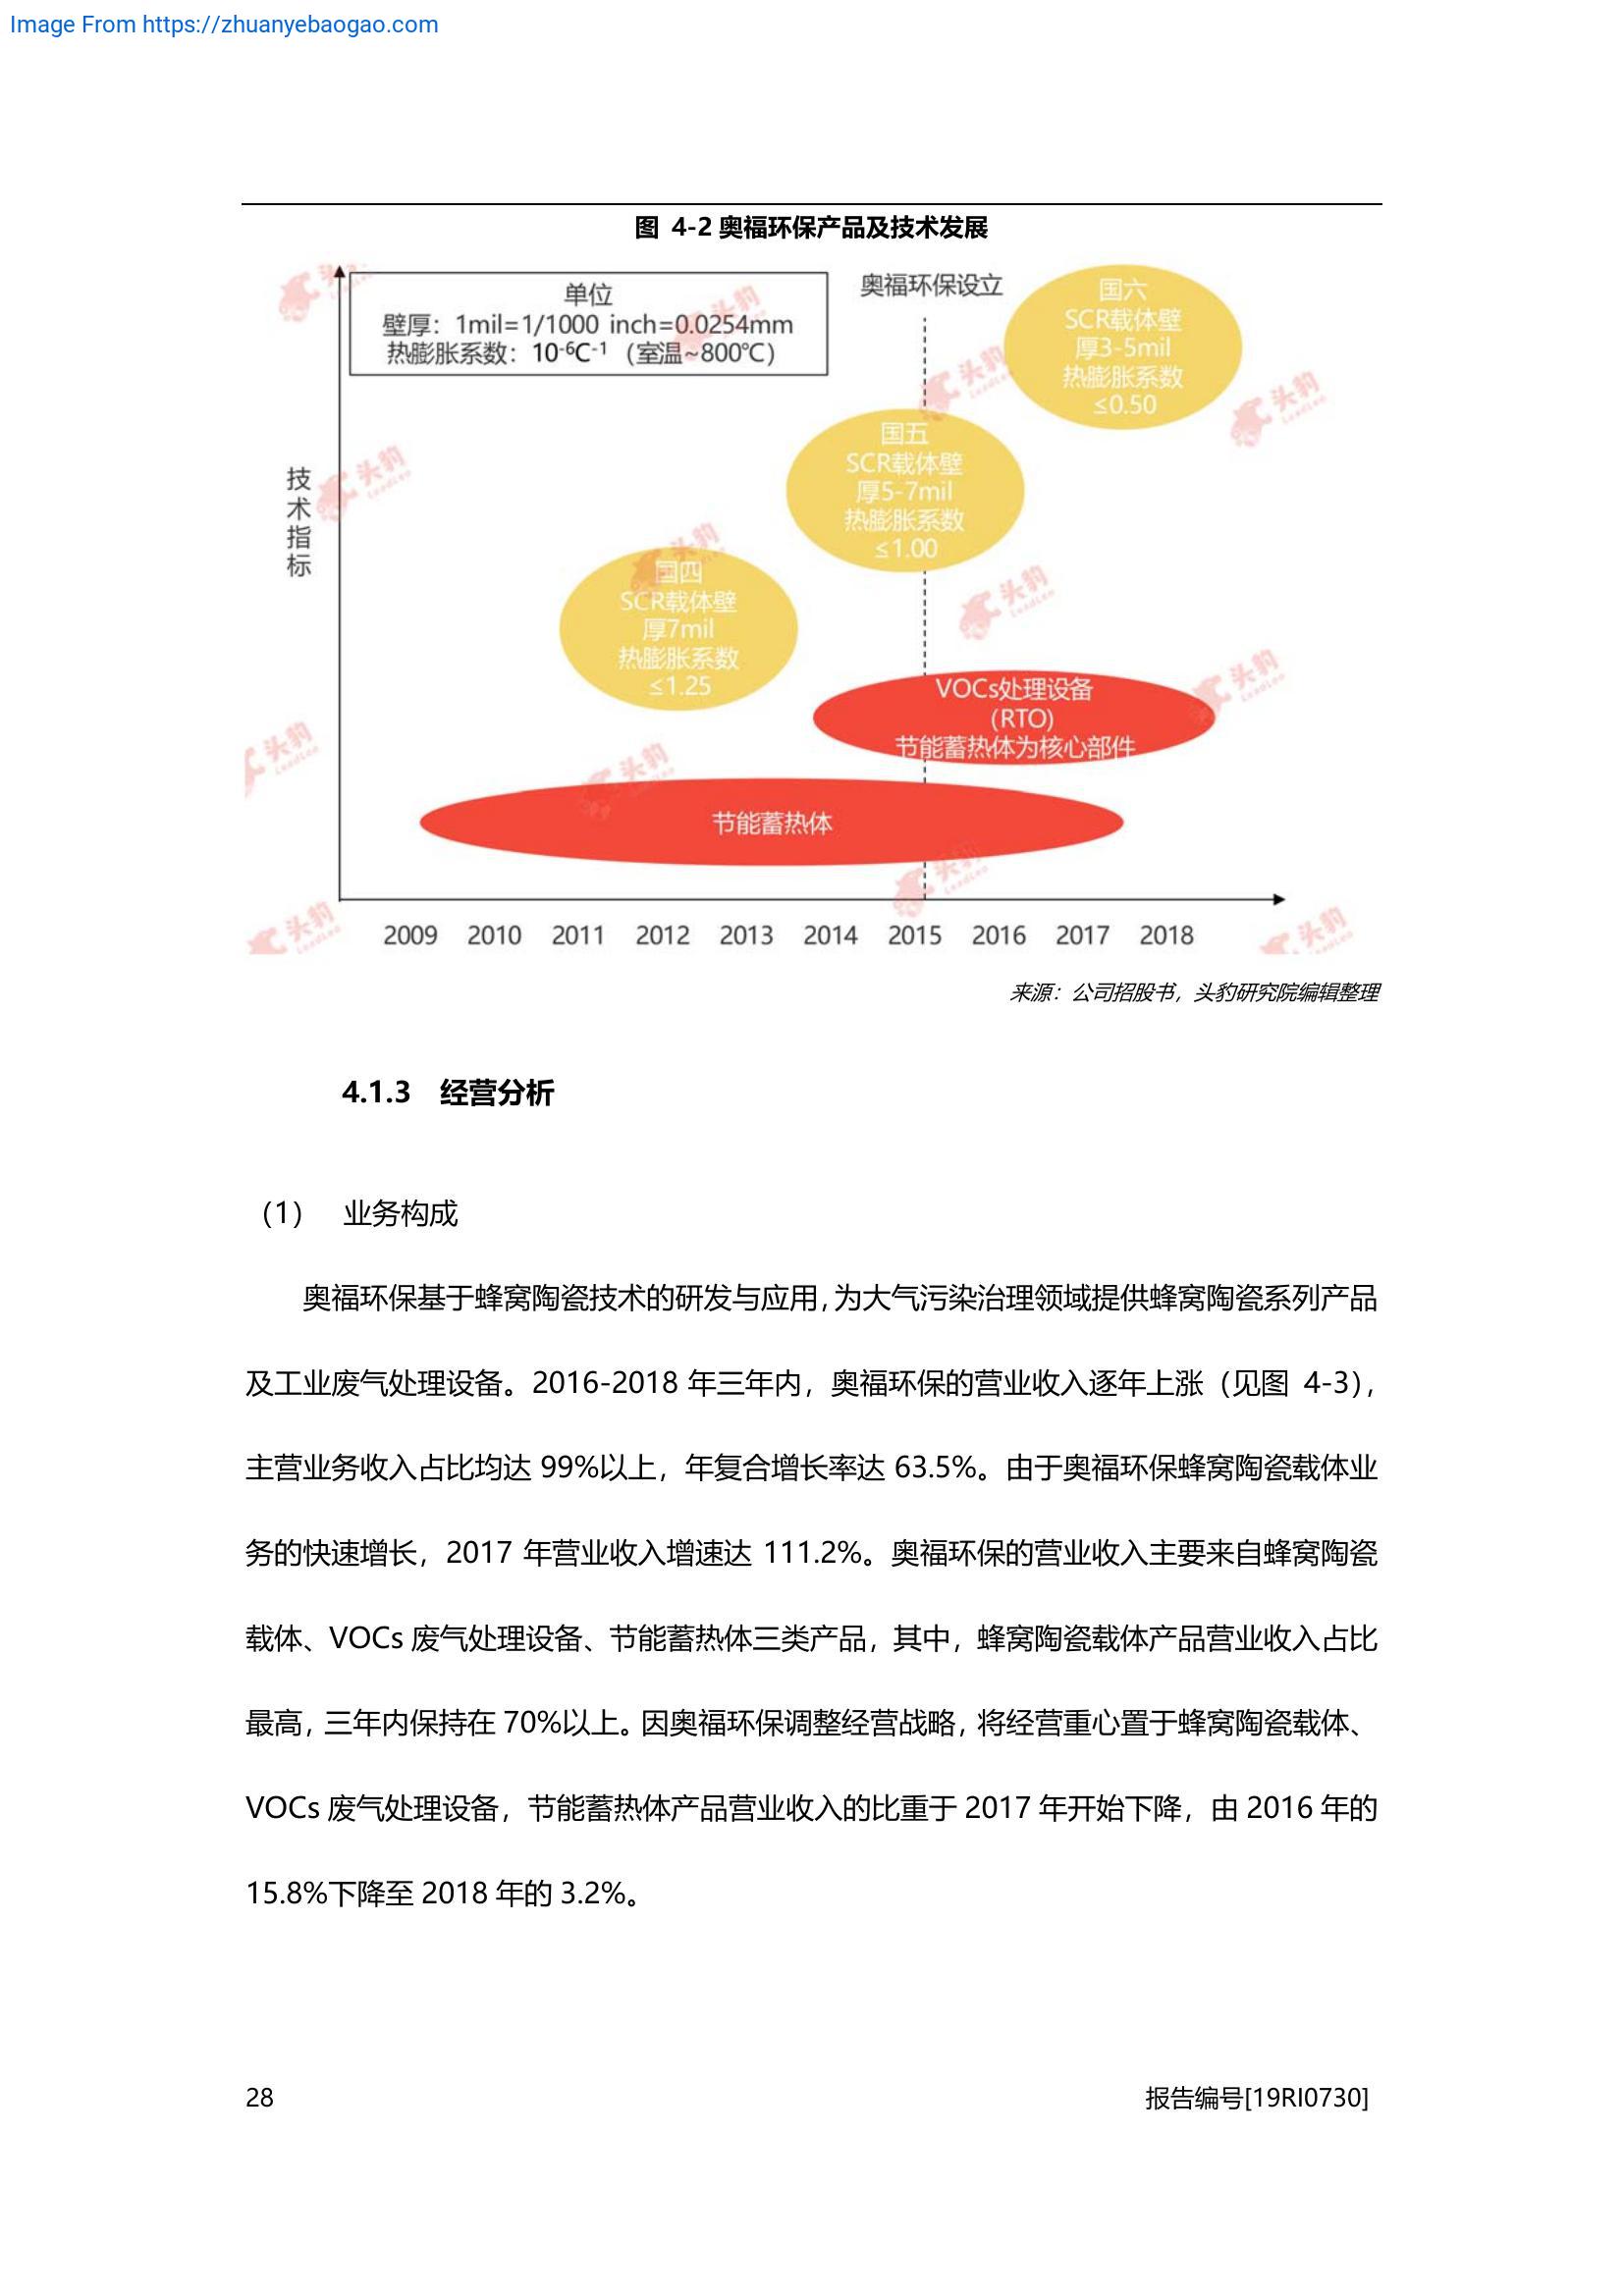 Image From https://zhuanyebaogao.com
图 4-2 奥福环保产品及技术发展
单位
壁厚：1mil=1/1000 inch=0.0254mm
热膨胀系数：10-6C-1（室温~800℃）
奥福环保设立
国六
SCR载体壁
厚3-5mil
热膨胀系数
≤0.50
国五
SCR载体壁
厚5-7mil
热膨胀系数
≤1.00
技术指标
国四
SCR载体壁
厚7mil
热膨胀系数
≤1.25
VOCs处理设备
(RTO)
节能蓄热体为核心部件
节能蓄热体
2009 2010 2011 2012 2013 2014 2015 2016 2017 2018
头豹
LeadLeo
来源：公司招股书，头豹研究院编辑整理
4.1.3 经营分析
（1） 业务构成
奥福环保基于蜂窝陶瓷技术的研发与应用，为大气污染治理领域提供蜂窝陶瓷系列产品
及工业废气处理设备。2016-2018 年三年内，奥福环保的营业收入逐年上涨（见图 4-3），
主营业务收入占比均达 99%以上，年复合增长率达 63.5%。由于奥福环保蜂窝陶瓷载体业
务的快速增长，2017 年营业收入增速达 111.2%。奥福环保的营业收入主要来自蜂窝陶瓷
载体、VOCs 废气处理设备、节能蓄热体三类产品，其中，蜂窝陶瓷载体产品营业收入占比
最高，三年内保持在 70%以上。因奥福环保调整经营战略，将经营重心置于蜂窝陶瓷载体、
VOCs 废气处理设备，节能蓄热体产品营业收入的比重于 2017 年开始下降，由 2016 年的
15.8%下降至 2018 年的 3.2%。
28
报告编号[19RI0730]